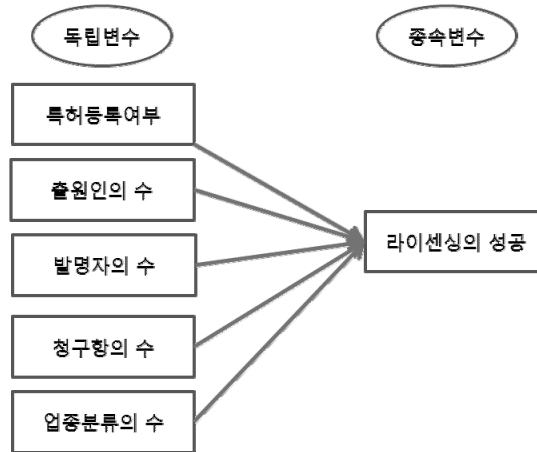 독립변수
종속변수
특허등록여부
출원인의 수
발명자의 수
라이센싱의 성공
청구항의 수
업종분류의 수